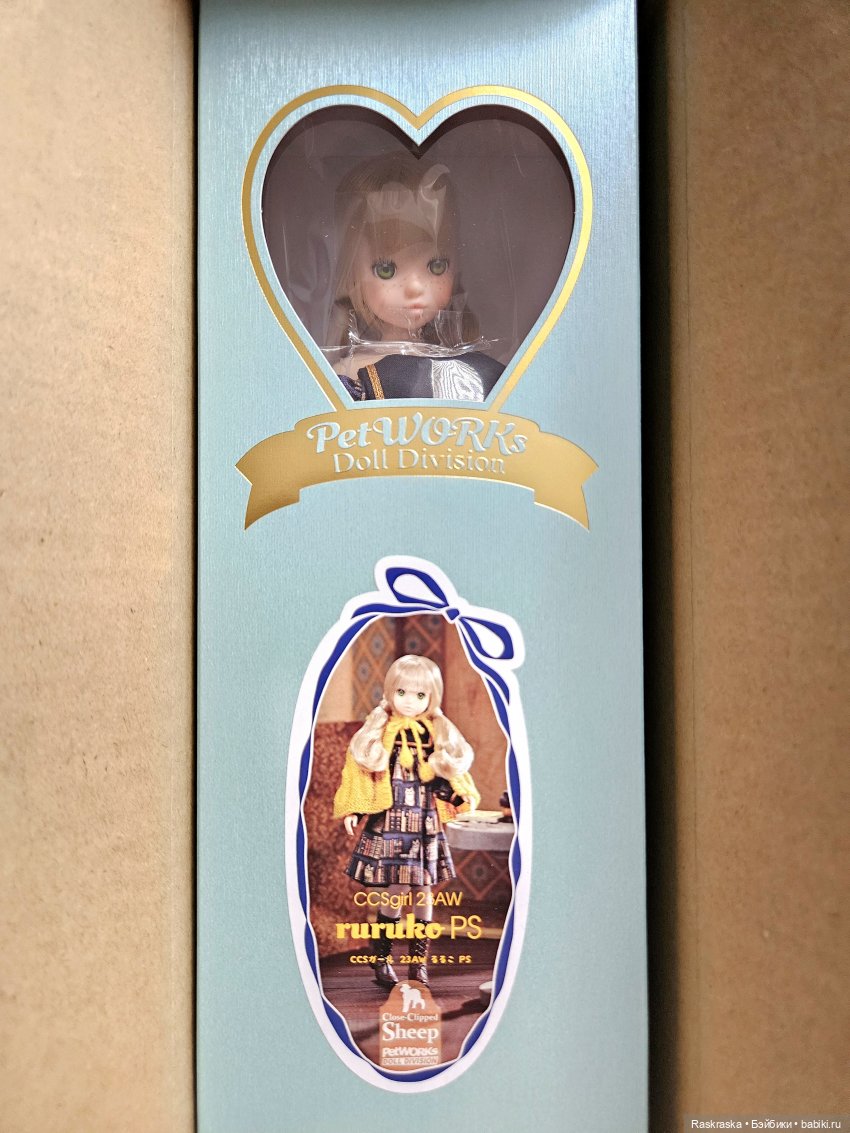 PetWORKs
Doll Division
CCSgirl 23AW
ruruko PS
CCSガール 23AW るるこ PS
Close-Clipped
Sheep
PetWORKs
DOLL DIVISION
Raskraska • Бэйбики • babiki.ru